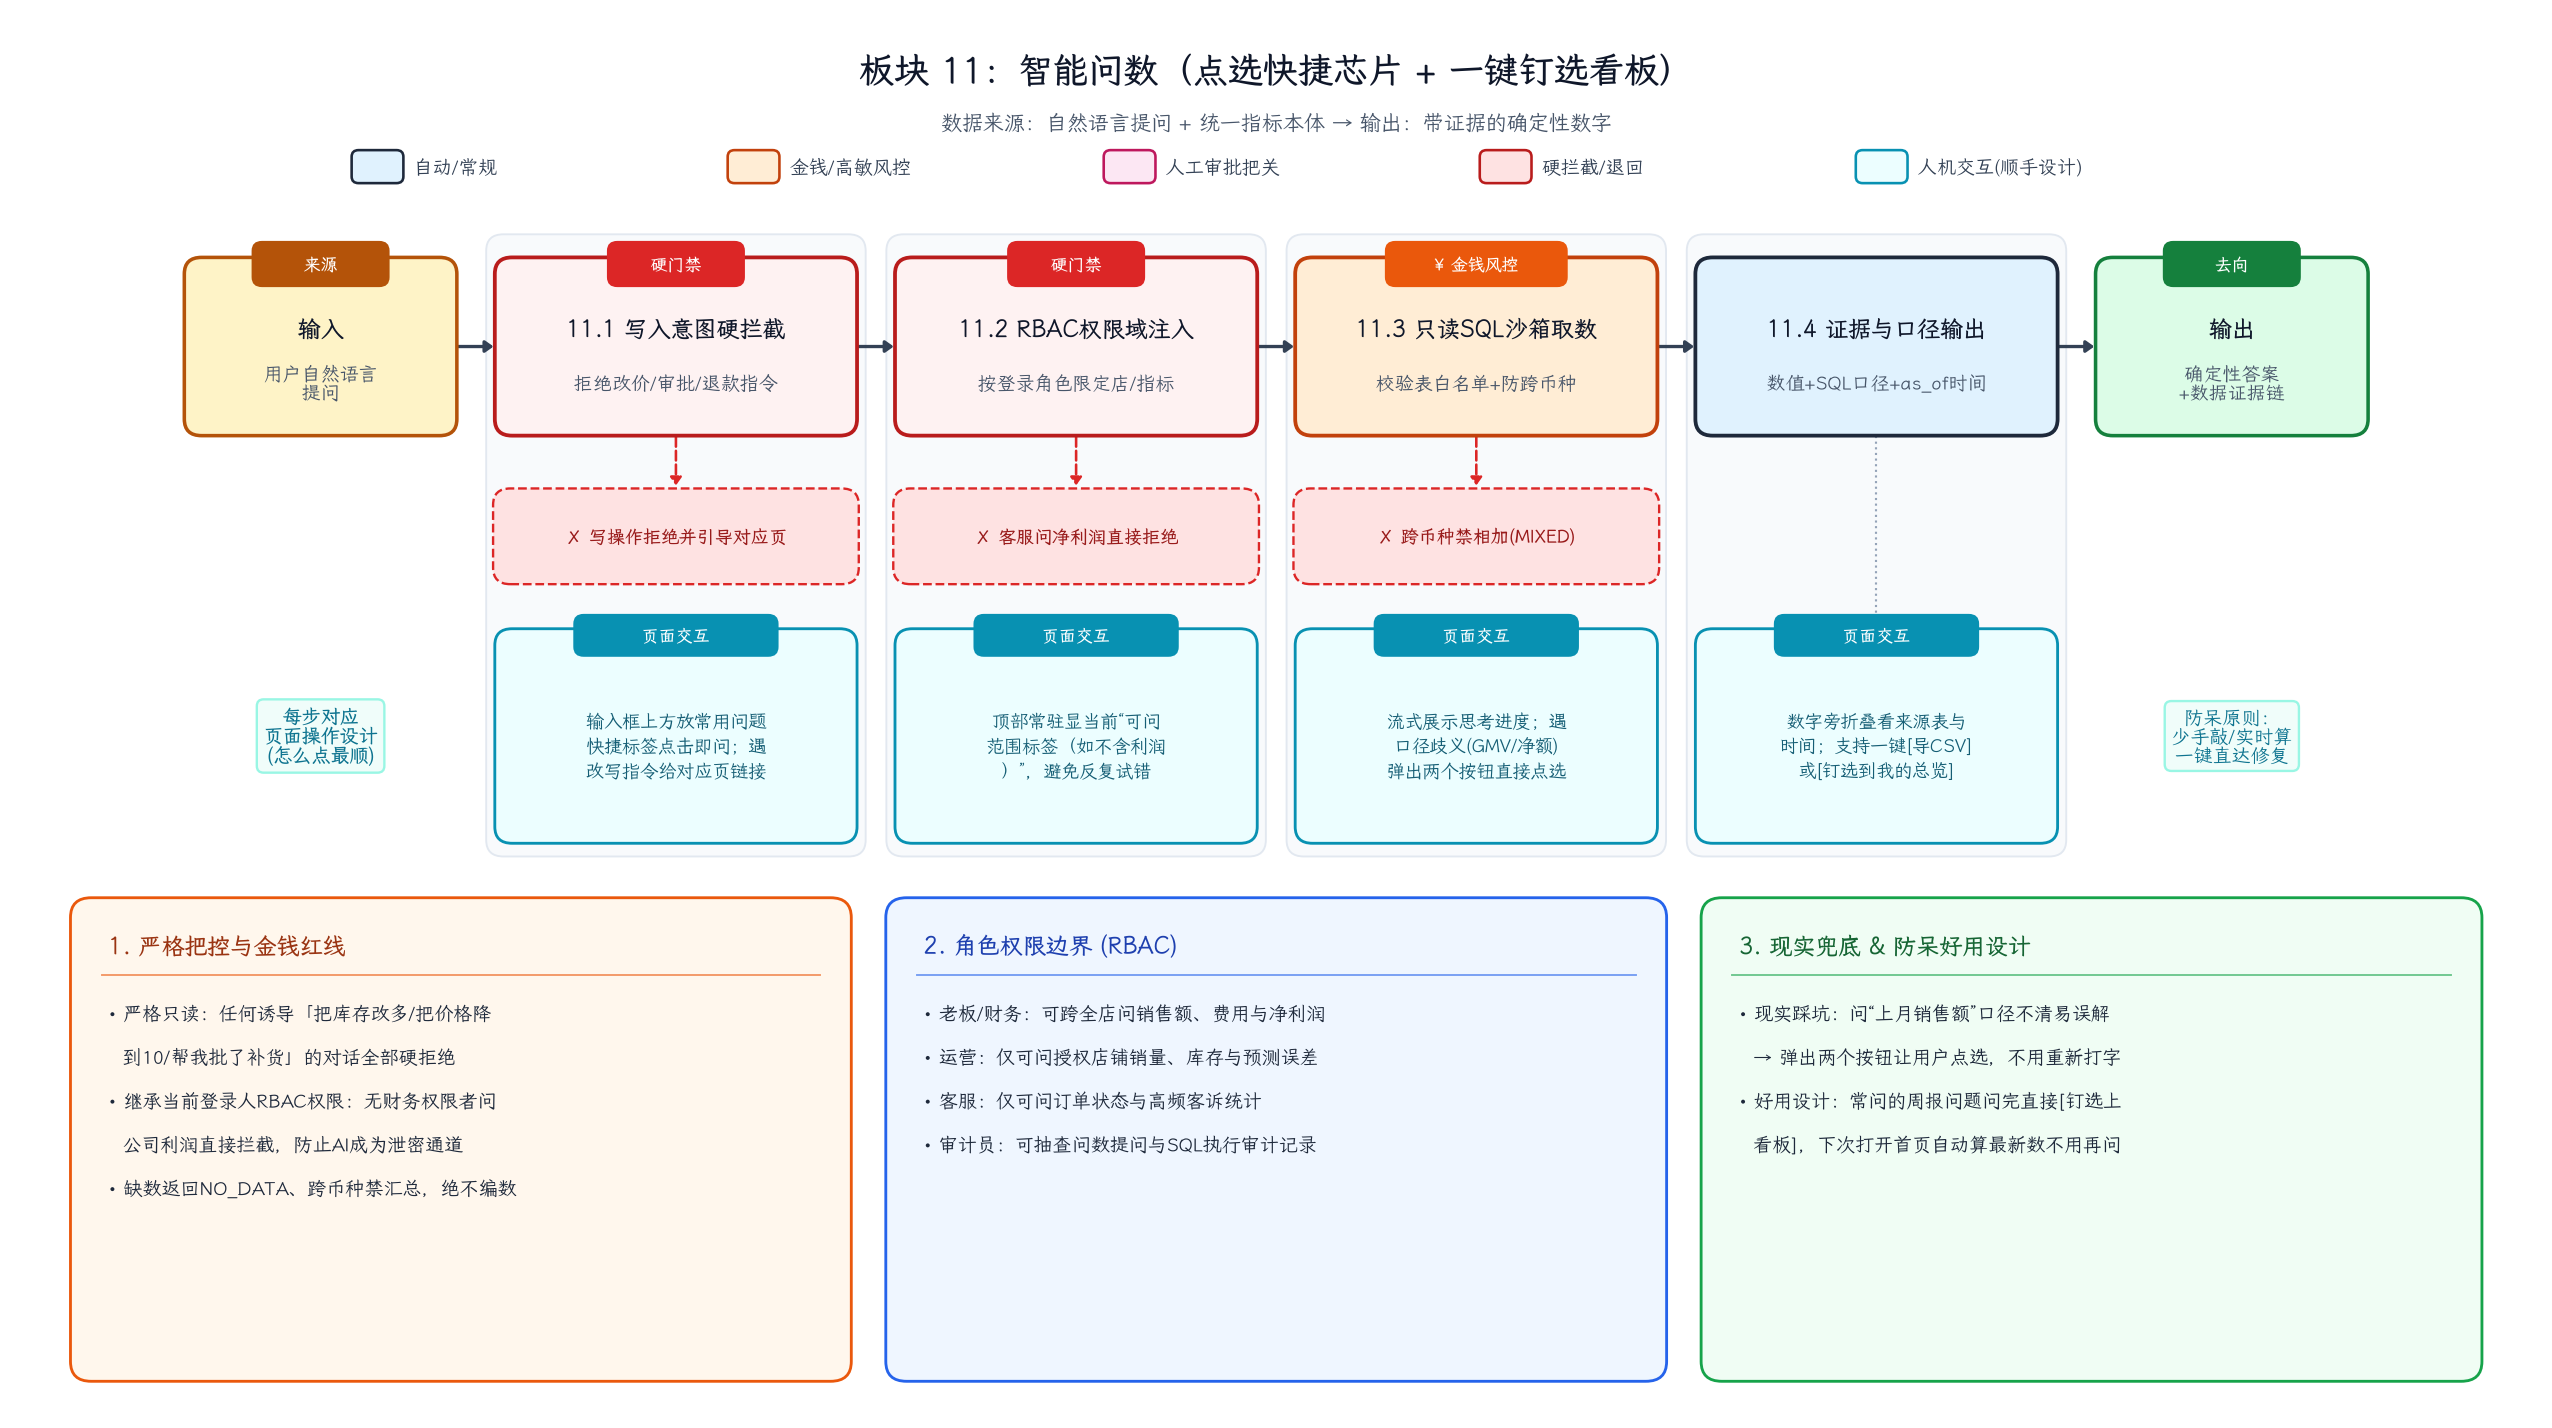 板块 11：智能问数（点选快捷芯片 + 一键钉选看板）
数据来源：自然语言提问 + 统一指标本体 → 输出：带证据的确定性数字
自动/常规
金钱/高敏风控
人工审批把关
硬拦截/退回
人机交互(顺手设计)
来源
输入
用户自然语言
提问
硬门禁
11.1 写入意图硬拦截
拒绝改价/审批/退款指令
硬门禁
11.2 RBAC权限域注入
按登录角色限定店/指标
¥ 金钱风控
11.3 只读SQL沙箱取数
校验表白名单+防跨币种
11.4 证据与口径输出
数值+SQL口径+as_of时间
去向
输出
确定性答案
+数据证据链
X 写操作拒绝并引导对应页
X 客服问净利润直接拒绝
X 跨币种禁相加(MIXED)
每步对应
页面操作设计
(怎么点最顺)
页面交互
输入框上方放常用问题
快捷标签点击即问；遇
改写指令给对应页链接
页面交互
顶部常驻显当前“可问
范围标签（如不含利润
）”，避免反复试错
页面交互
流式展示思考进度；遇
口径歧义(GMV/净额)
弹出两个按钮直接点选
页面交互
数字旁折叠看来源表与
时间；支持一键[导CSV]
或[钉选到我的总览]
防呆原则：
少手敲/实时算
一键直达修复
1. 严格把控与金钱红线
• 严格只读：任何诱导「把库存改多/把价格降
到10/帮我批了补货」的对话全部硬拒绝
• 继承当前登录人RBAC权限：无财务权限者问
公司利润直接拦截，防止AI成为泄密通道
• 缺数返回NO_DATA、跨币种禁汇总，绝不编数
2. 角色权限边界 (RBAC)
• 老板/财务：可跨全店问销售额、费用与净利润
• 运营：仅可问授权店铺销量、库存与预测误差
• 客服：仅可问订单状态与高频客诉统计
• 审计员：可抽查问数提问与SQL执行审计记录
3. 现实兜底 & 防呆好用设计
• 现实踩坑：问“上月销售额”口径不清易误解
→ 弹出两个按钮让用户点选，不用重新打字
• 好用设计：常问的周报问题问完直接[钉选上
看板]，下次打开首页自动算最新数不用再问